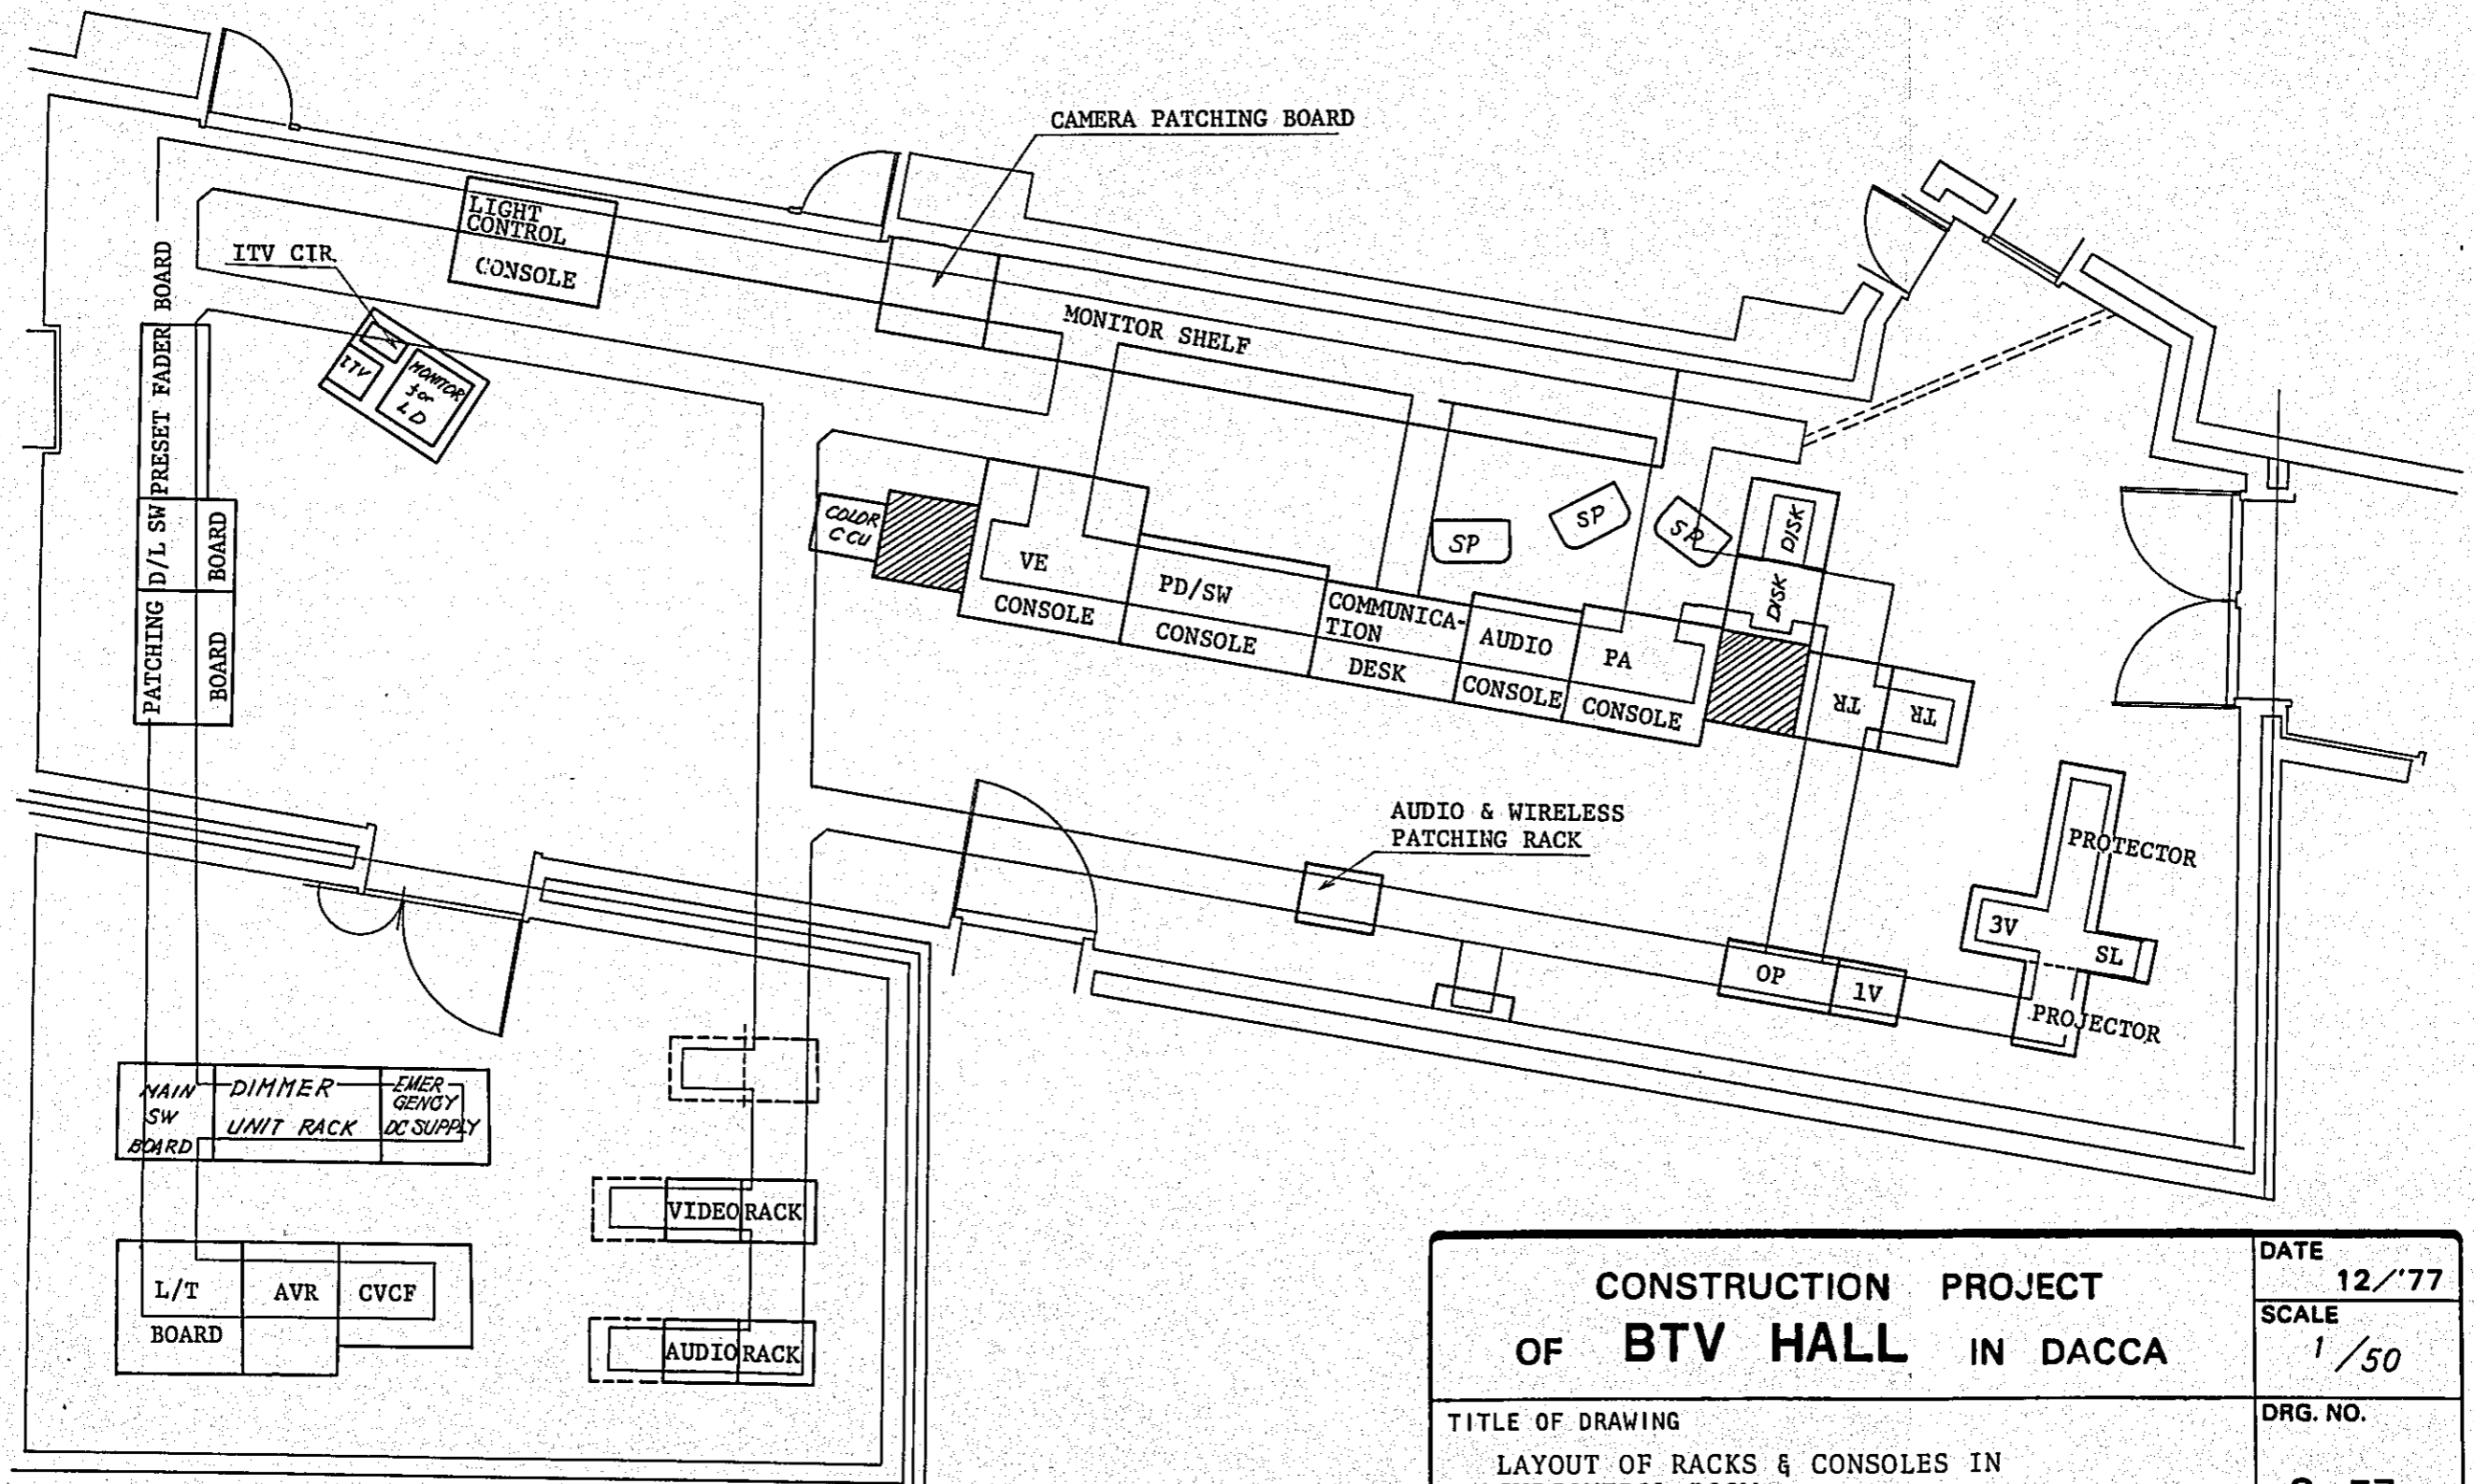 CAMERA PATCHING BOARD
LIGHT
CONTROL
CONSOLE
ITV CIR.
ITV
MONITOR
for
LD
MONITOR SHELF
PRESET FADER BOARD
D/L SW
BOARD
PATCHING
BOARD
COLOR
CCU
VE
CONSOLE
PD/SW
CONSOLE
COMMUNICA-
TION
DESK
AUDIO
CONSOLE
PA
CONSOLE
SP
SP
SP
DISK
DISK
TR
TR
AUDIO & WIRELESS
PATCHING RACK
PROTECTOR
3V
SL
OP
1V
PROJECTOR
MAIN
SW
BOARD
DIMMER
UNIT RACK
EMER
GENCY
DC SUPPLY
VIDEO RACK
L/T
BOARD
AVR
CVCF
AUDIO RACK
CONSTRUCTION PROJECT
OF BTV HALL IN DACCA
DATE
12/'77
SCALE
1/50
TITLE OF DRAWING
LAYOUT OF RACKS & CONSOLES IN
DRG. NO.